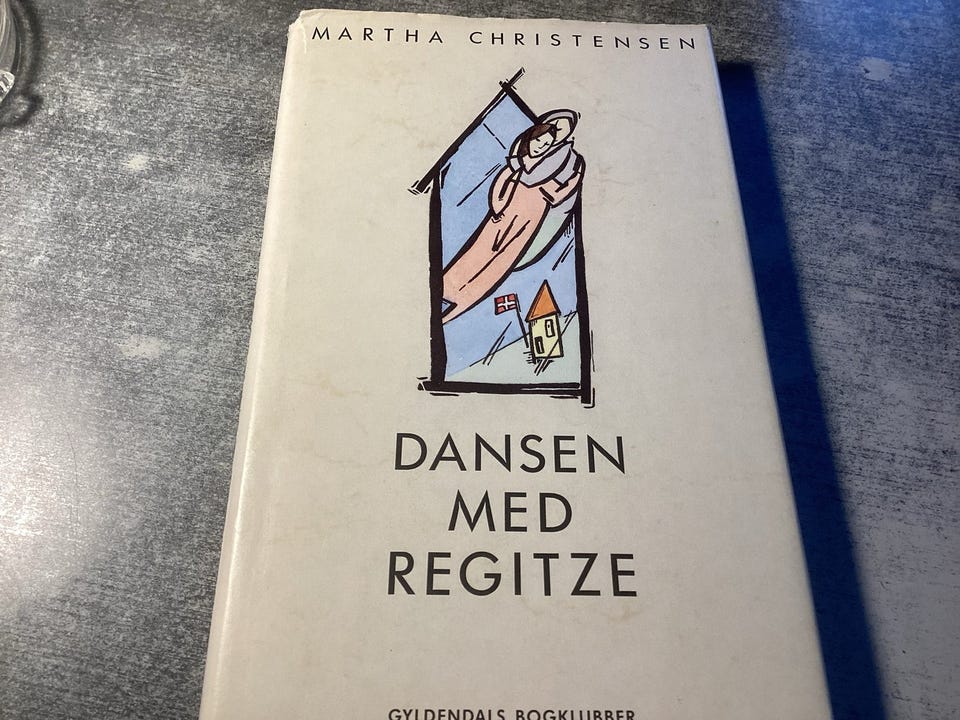 MARTHA CHRISTENSEN
DANSEN
MED
REGITZE
GYLDENDALS BOGKLUBBER